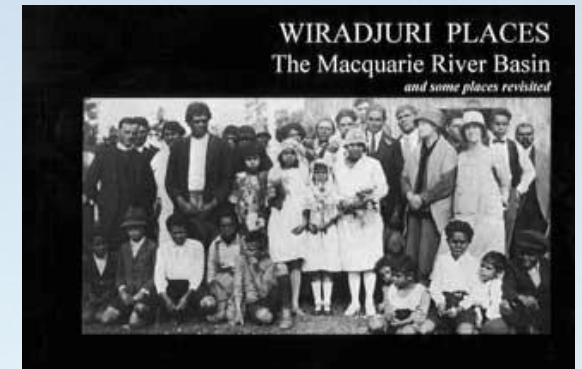 WIRADJURI PLACES
The Macquarie River Basin
and some places revisited